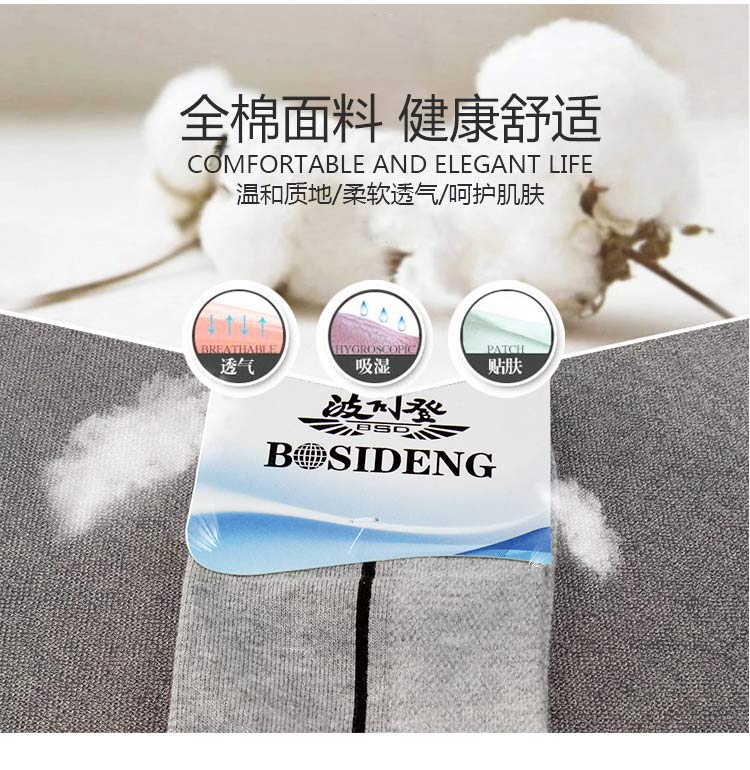 全棉面料 健康舒适
COMFORTABLE AND ELEGANT LIFE
温和质地/柔软透气/呵护肌肤
BREATHABLE
透气
HYGROSCOPIC
吸湿
PATCH
贴肤
波司登
BSD
BOSIDENG